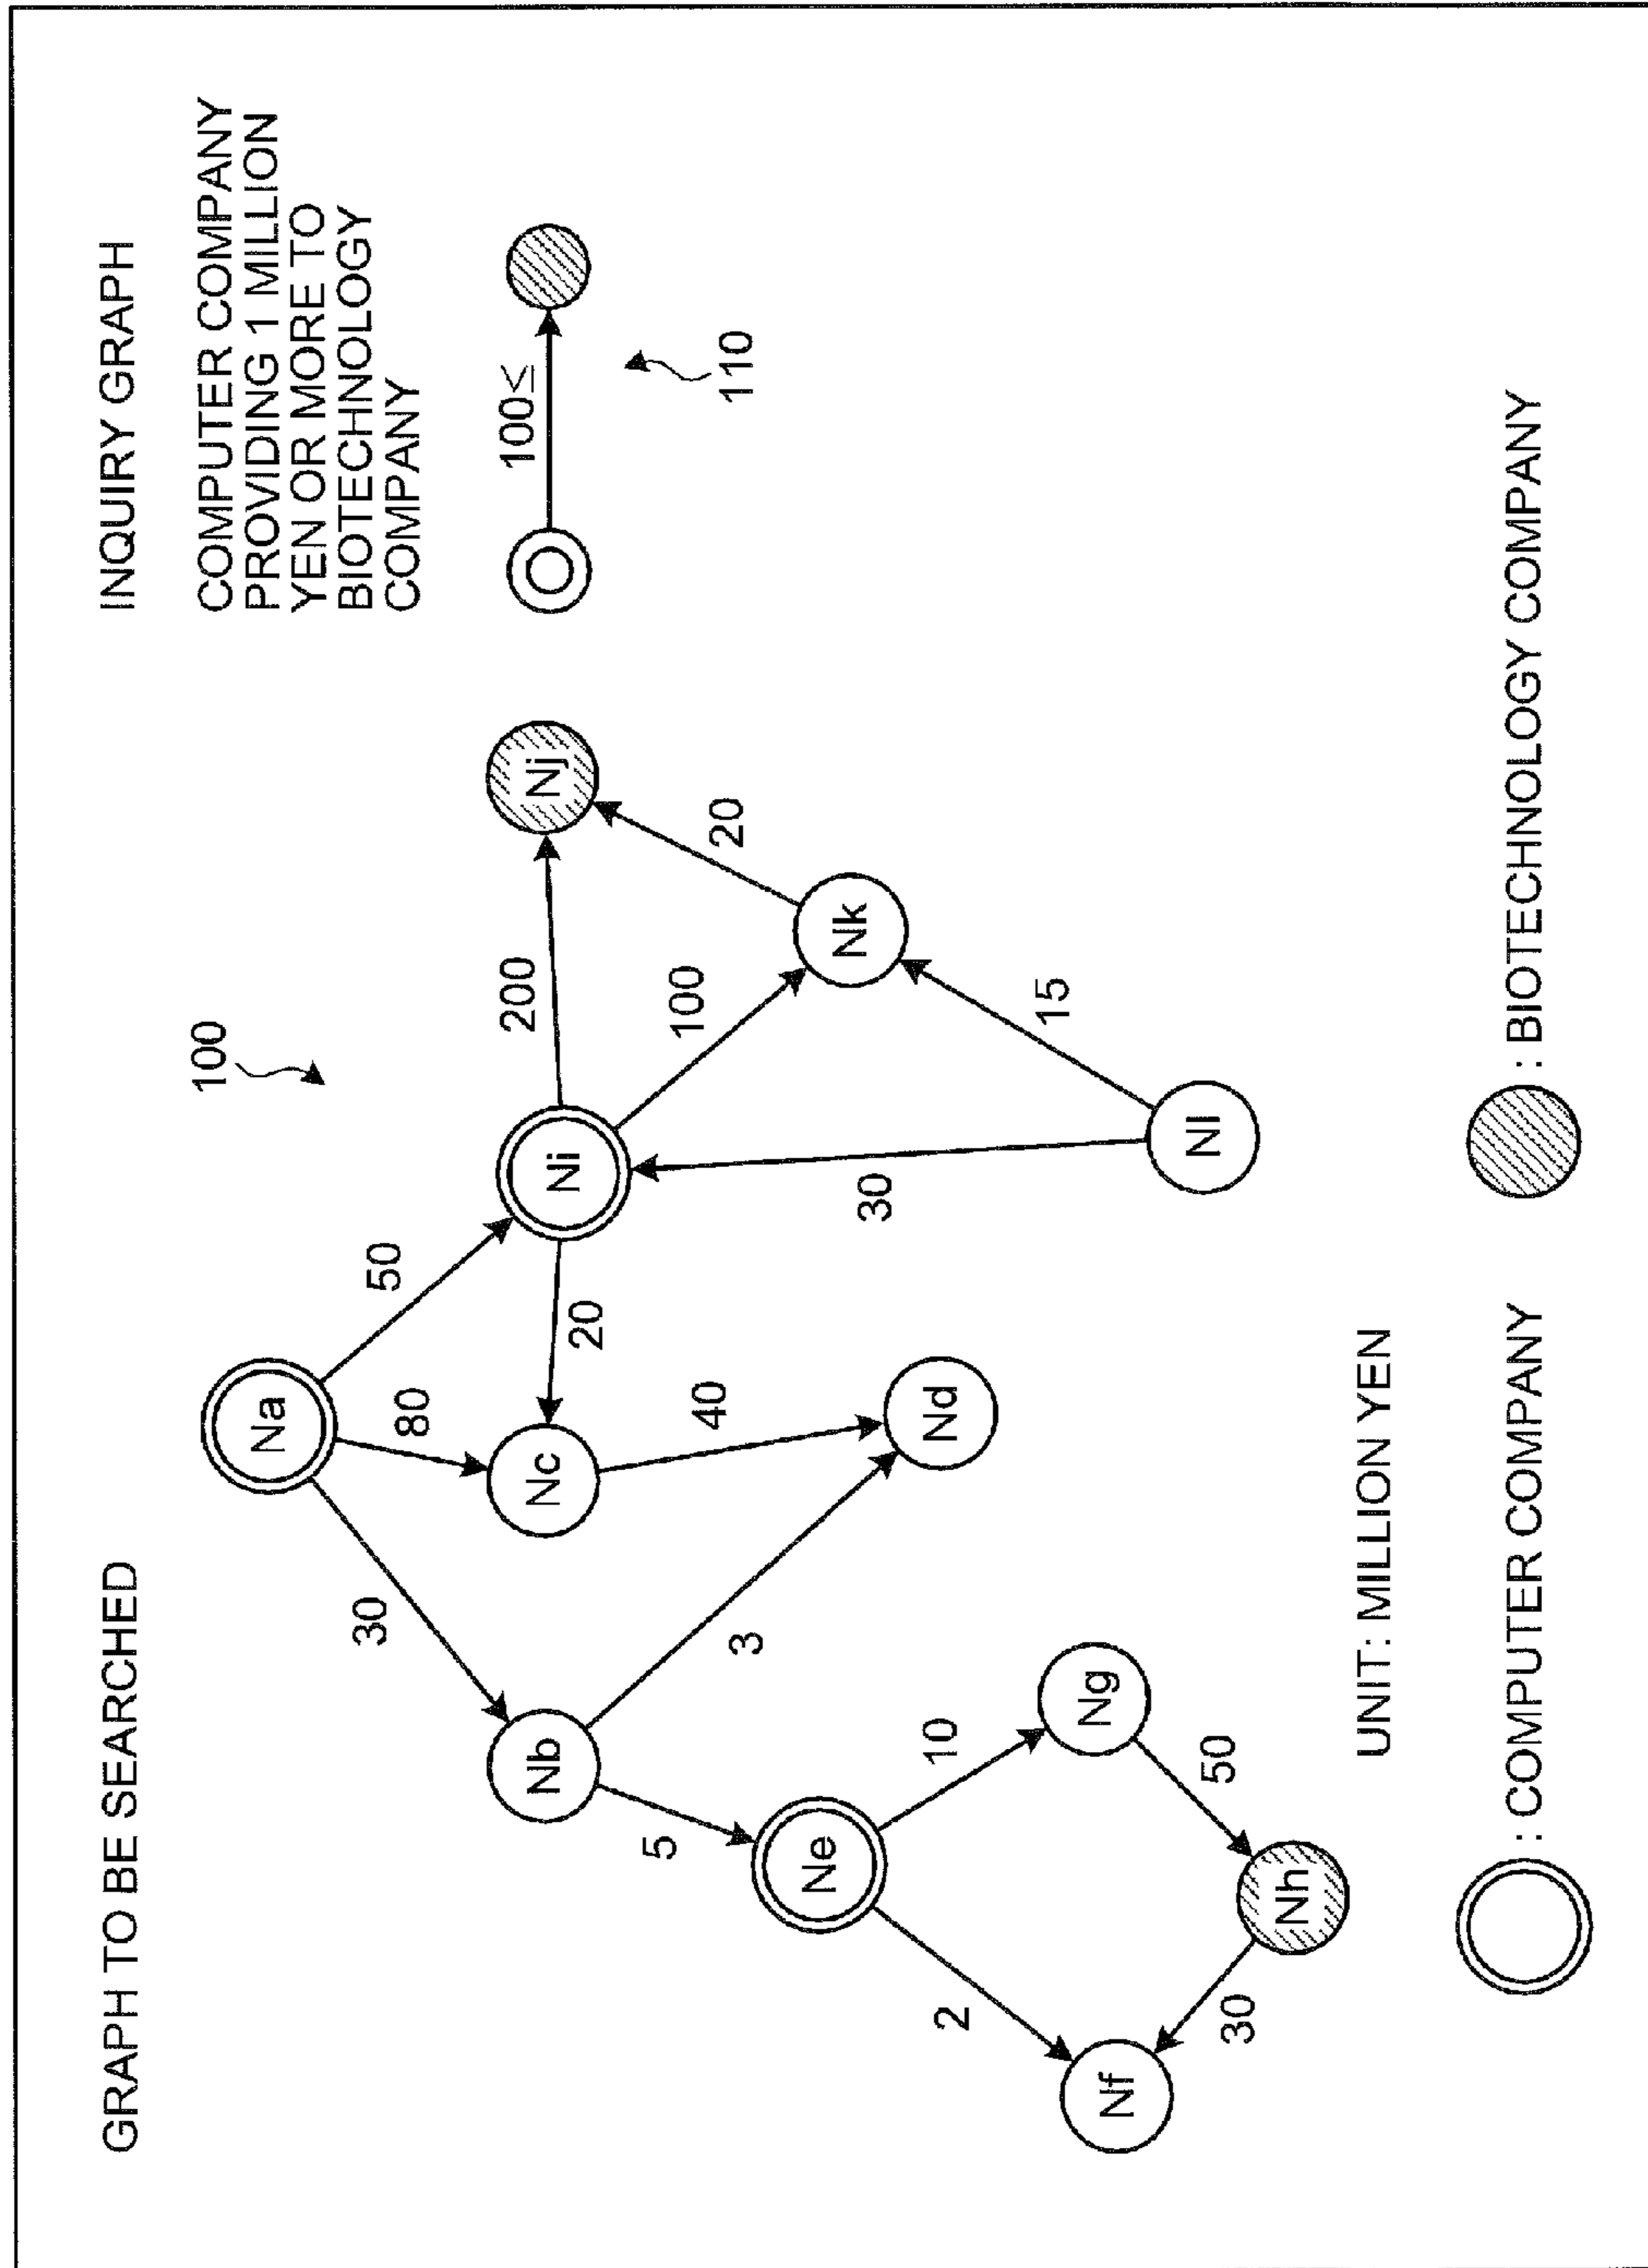 GRAPH TO BE SEARCHED
INQUIRY GRAPH
COMPUTER COMPANY
PROVIDING 1 MILLION
YEN OR MORE TO
BIOTECHNOLOGY
COMPANY
100≤
110
100
Na
30
80
50
Nb
Nc
20
Ni
200
Nj
5
3
40
100
20
Ne
Nd
30
Nk
2
10
15
Nf
Ng
Nl
30
50
Nh
UNIT: MILLION YEN
: COMPUTER COMPANY
: BIOTECHNOLOGY COMPANY